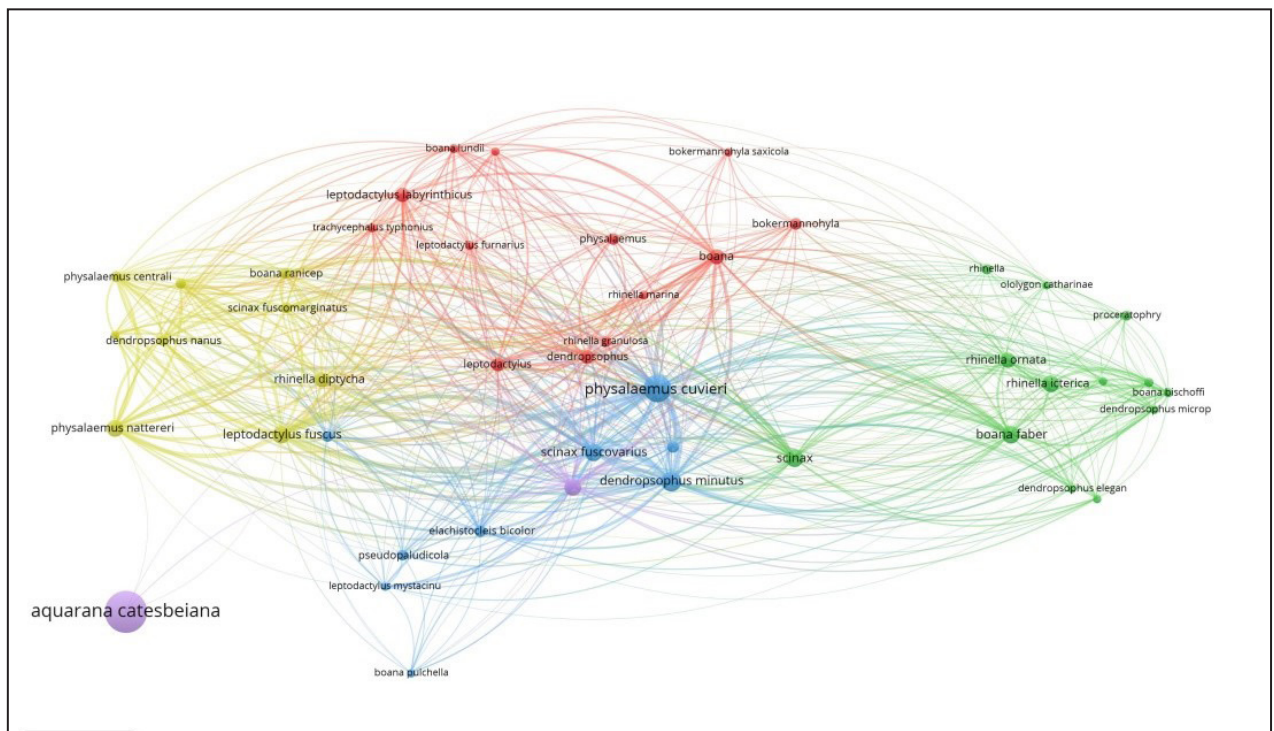 boana lundii
bokermannohyla saxicola
leptodactylus labyrinthicus
trachycephalus typhonius
bokermannohyla
leptodactylus furnarius
physalaemus
boana
physalaemus centrali
boana ranicep
rhinella
ololygon catharinae
rhinella marina
scinax fuscomarginatus
proceratophry
dendropsophus nanus
rhinella granulosa
dendropsophus
leptodactylus
rhinella ornata
rhinella diptycha
rhinella icterica
physalaemus cuvieri
boana bischoffi
dendropsophus microp
physalaemus nattereri
leptodactylus fuscus
boana faber
scinax fuscovarius
scinax
dendropsophus minutus
dendropsophus elegan
elachistocleis bicolor
pseudopaludicola
leptodactylus mystacinu
aquarana catesbeiana
boana pulchella